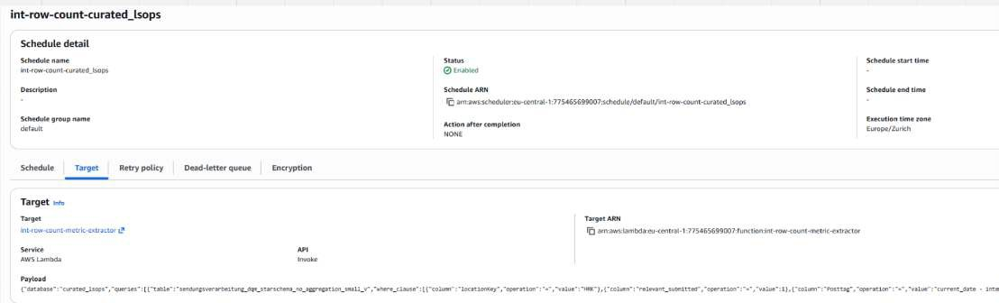 int-row-count-curated_lsops
Schedule detail
Schedule name
int-row-count-curated_lsops
Description
-
Schedule group name
default
Status
Enabled
Schedule ARN
arn:aws:scheduler:eu-central-1:775465699007:schedule/default/int-row-count-curated_lsops
Action after completion
NONE
Schedule start time
-
Schedule end time
-
Execution time zone
Europe/Zurich
Schedule Target Retry policy Dead-letter queue Encryption
Target Info
Target
int-row-count-metric-extractor
Target ARN
arn:aws:lambda:eu-central-1:775465699007:function:int-row-count-metric-extractor
Service
AWS Lambda
API
Invoke
Payload
{"database":"curated_lsops","queries":[{"table":"sendungsverarbeitung_dqm_starschema_no_aggregation_small_v","where_clause":[{"column":"locationKey","operation":"=","value":"HRK"},{"column":"relevant_submitted","operation":"=","value":1},{"column":"Posttag","operation":"=","value":"current_date - inte